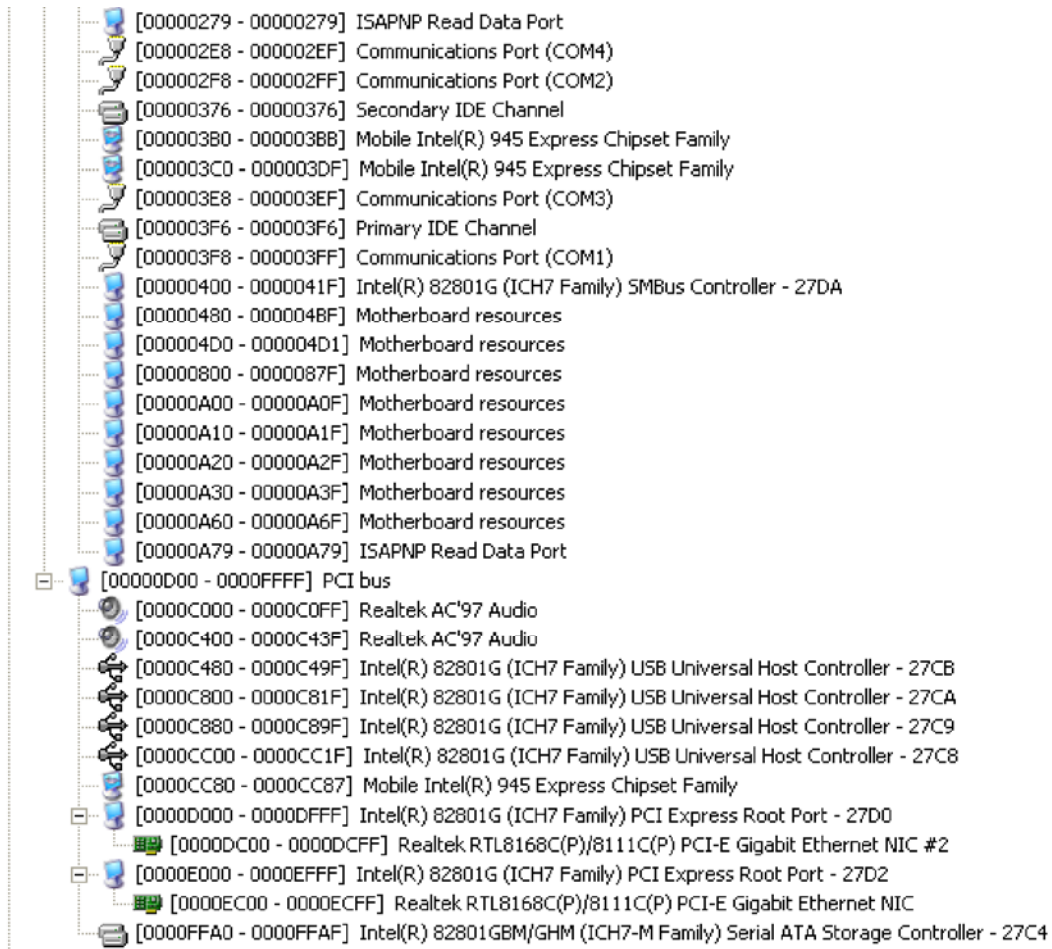 [00000279 - 00000279] ISAPNP Read Data Port
[000002E8 - 000002EF] Communications Port (COM4)
[000002F8 - 000002FF] Communications Port (COM2)
[00000376 - 00000376] Secondary IDE Channel
[000003B0 - 000003BB] Mobile Intel(R) 945 Express Chipset Family
[000003C0 - 000003DF] Mobile Intel(R) 945 Express Chipset Family
[000003E8 - 000003EF] Communications Port (COM3)
[000003F6 - 000003F6] Primary IDE Channel
[000003F8 - 000003FF] Communications Port (COM1)
[00000400 - 0000041F] Intel(R) 82801G (ICH7 Family) SMBus Controller - 27DA
[00000480 - 000004BF] Motherboard resources
[000004D0 - 000004D1] Motherboard resources
[00000800 - 0000087F] Motherboard resources
[00000A00 - 00000A0F] Motherboard resources
[00000A10 - 00000A1F] Motherboard resources
[00000A20 - 00000A2F] Motherboard resources
[00000A30 - 00000A3F] Motherboard resources
[00000A60 - 00000A6F] Motherboard resources
[00000A79 - 00000A79] ISAPNP Read Data Port
[00000D00 - 0000FFFF] PCI bus
[0000C000 - 0000C0FF] Realtek AC'97 Audio
[0000C400 - 0000C43F] Realtek AC'97 Audio
[0000C480 - 0000C49F] Intel(R) 82801G (ICH7 Family) USB Universal Host Controller - 27CB
[0000C800 - 0000C81F] Intel(R) 82801G (ICH7 Family) USB Universal Host Controller - 27CA
[0000C880 - 0000C89F] Intel(R) 82801G (ICH7 Family) USB Universal Host Controller - 27C9
[0000CC00 - 0000CC1F] Intel(R) 82801G (ICH7 Family) USB Universal Host Controller - 27C8
[0000CC80 - 0000CC87] Mobile Intel(R) 945 Express Chipset Family
[0000D000 - 0000DFFF] Intel(R) 82801G (ICH7 Family) PCI Express Root Port - 27D0
[0000DC00 - 0000DCFF] Realtek RTL8168C(P)/8111C(P) PCI-E Gigabit Ethernet NIC #2
[0000E000 - 0000EFFF] Intel(R) 82801G (ICH7 Family) PCI Express Root Port - 27D2
[0000EC00 - 0000ECFF] Realtek RTL8168C(P)/8111C(P) PCI-E Gigabit Ethernet NIC
[0000FFA0 - 0000FFAF] Intel(R) 82801GBM/GHM (ICH7-M Family) Serial ATA Storage Controller - 27C4